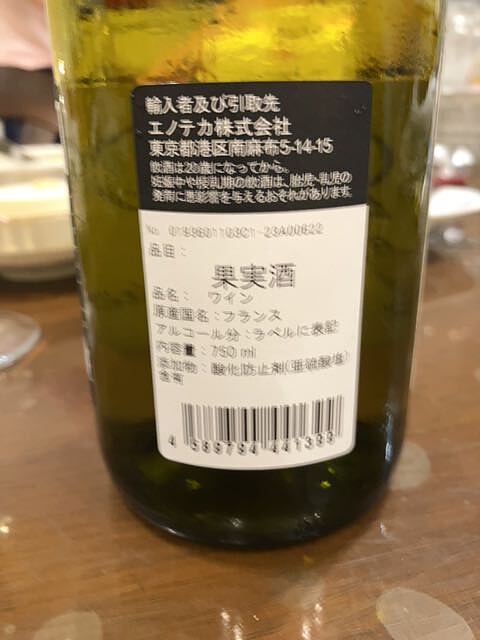 輸入者及び引取先
エノテカ株式会社
東京都港区南麻布5-14-15
飲酒は20歳になってから。
妊娠中や授乳期の飲酒は、胎児・乳児の
発育に悪影響を与えるおそれがあります。
No.
品目：
果実酒
品名： ワイン
原産国名：フランス
アルコール分：ラベルに表記
内容量：750 ml
添加物：酸化防止剤(亜硫酸塩)
含有